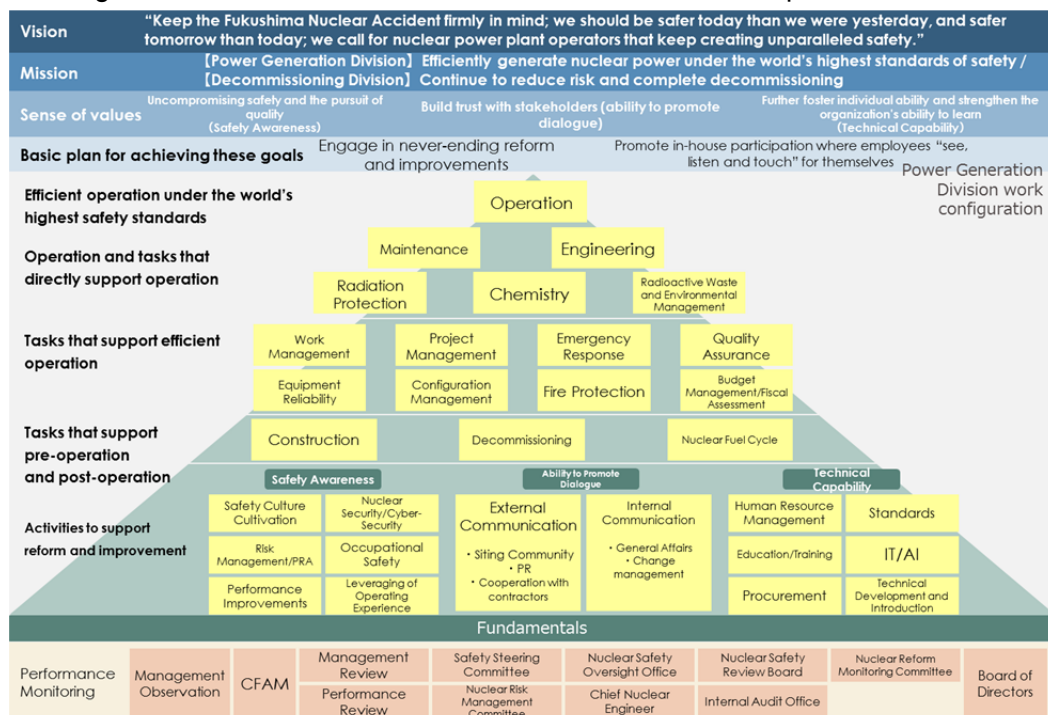 Vision
"Keep the Fukushima Nuclear Accident firmly in mind; we should be safer today than we were yesterday, and safer
tomorrow than today; we call for nuclear power plant operators that keep creating unparalleled safety."
Mission
【Power Generation Division】 Efficiently generate nuclear power under the world's highest standards of safety /
【Decommissioning Division】 Continue to reduce risk and complete decommissioning
Sense of values
Uncompromising safety and the pursuit of
quality
(Safety Awareness)
Build trust with stakeholders (ability to promote
dialogue)
Further foster individual ability and strengthen the
organization's ability to learn
(Technical Capability)
Basic plan for achieving these goals
Engage in never-ending reform
and improvements
Promote in-house participation where employees "see,
listen and touch" for themselves
Power Generation
Division work
configuration
Efficient operation under the world's
highest safety standards
Operation
Operation and tasks that
directly support operation
Maintenance
Engineering
Radiation
Protection
Chemistry
Radioactive Waste
and Environmental
Management
Tasks that support efficient
operation
Work
Management
Project
Management
Emergency
Response
Quality
Assurance
Equipment
Reliability
Configuration
Management
Fire Protection
Budget
Management/Fiscal
Assessment
Tasks that support
pre-operation
and post-operation
Construction
Decommissioning
Nuclear Fuel Cycle
Safety Awareness
Ability to Promote
Dialogue
Technical
Capability
Activities to support
reform and improvement
Safety Culture
Cultivation
Nuclear
Security/Cyber-
Security
Risk
Management/PRA
Occupational
Safety
Performance
Improvements
Leveraging of
Operating
Experience
External
Communication
・Siting Community
・PR
・Cooperation with
contractors
Internal
Communication
・General Affairs
・Change
management
Human Resource
Management
Standards
Education/Training
IT/AI
Procurement
Technical
Development and
Introduction
Fundamentals
Performance
Monitoring
Management
Observation
CFAM
Management
Review
Performance
Review
Safety Steering
Committee
Nuclear Risk
Management
Committee
Nuclear Safety
Oversight Office
Chief Nuclear
Engineer
Nuclear Safety
Review Board
Internal Audit Office
Nuclear Reform
Monitoring Committee
Board of
Directors